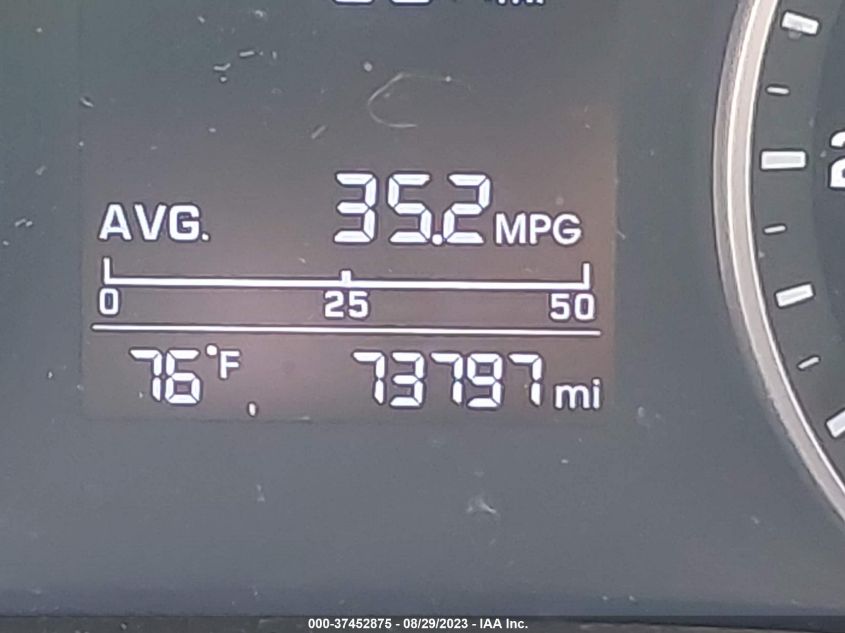 AVG. 35.2 MPG
0 25 50
76°F 73797 mi
000-37452875 - 08/29/2023 - IAA Inc.